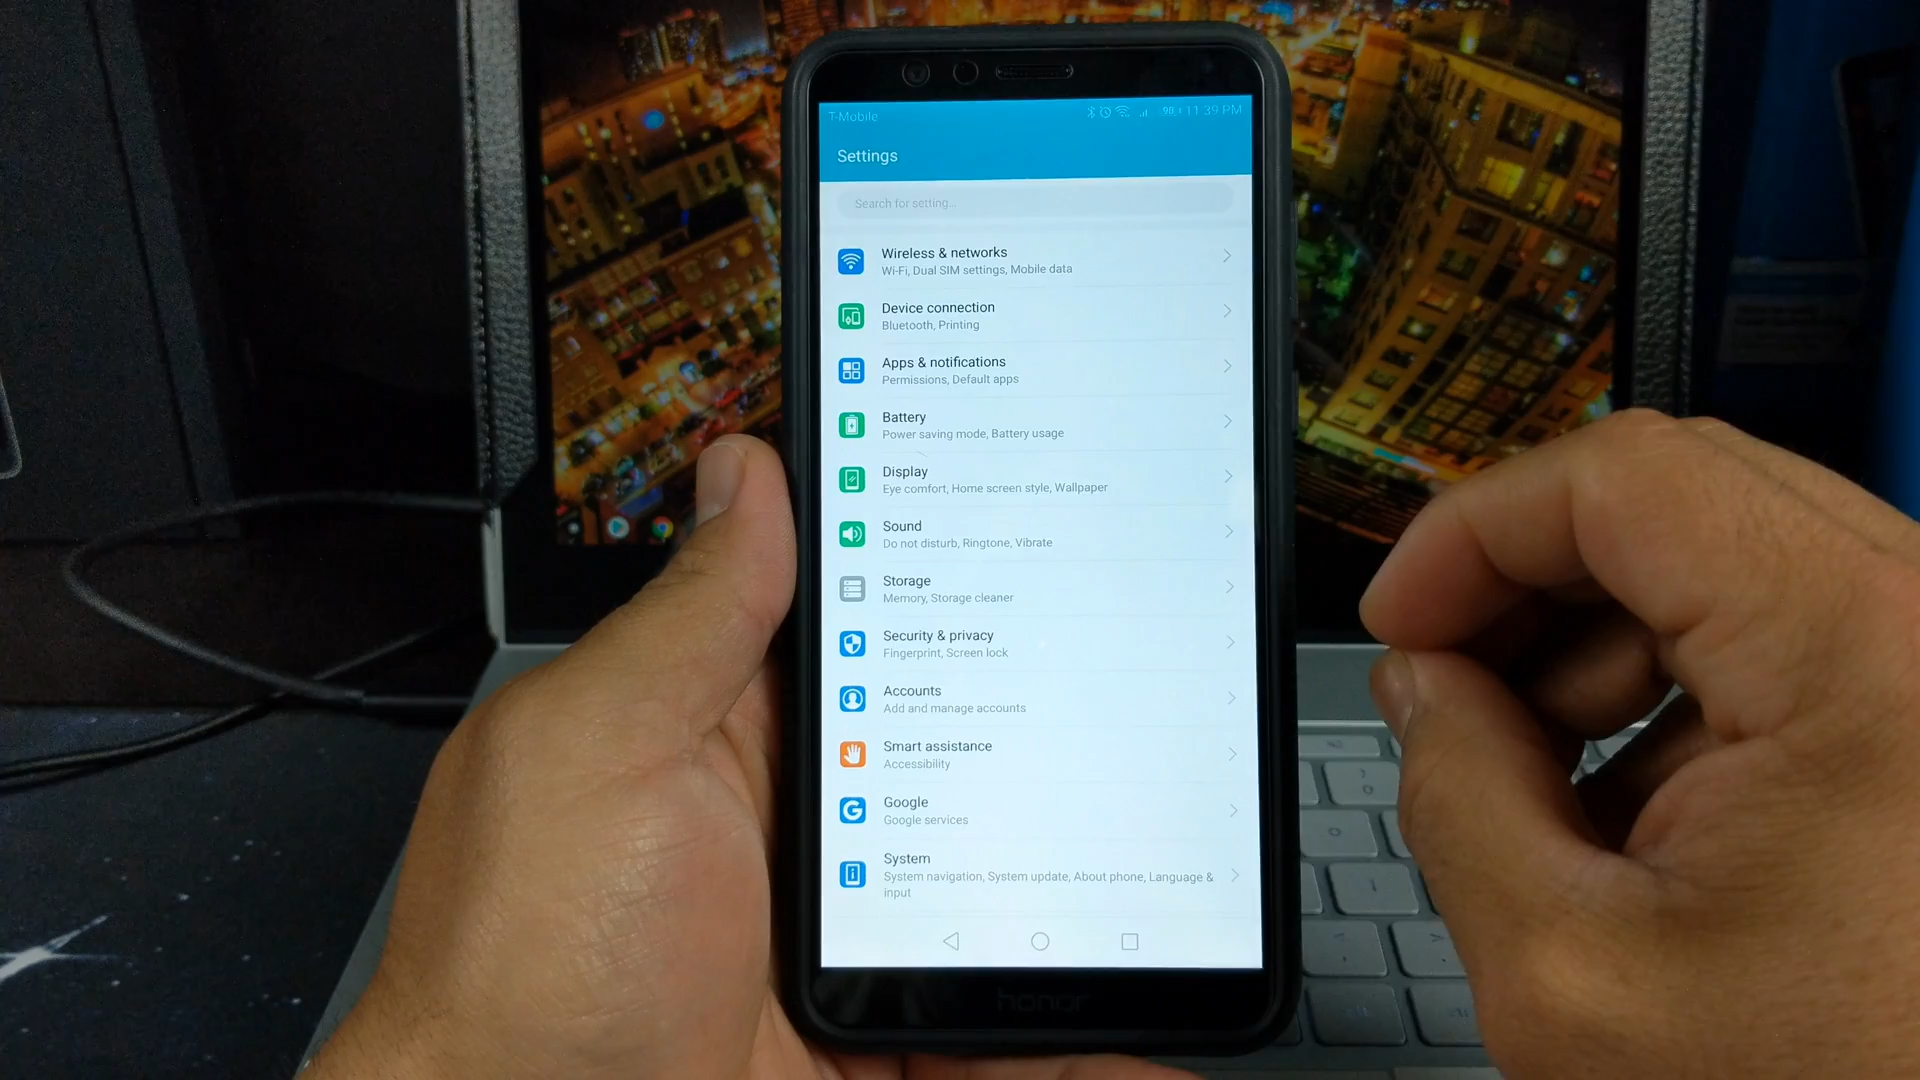 T-Mobile
98 11:39 PM
Settings
Search for setting...
Wireless & networks
Wi-Fi, Dual SIM settings, Mobile data
Device connection
Bluetooth, Printing
Apps & notifications
Permissions, Default apps
Battery
Power saving mode, Battery usage
Display
Eye comfort, Home screen style, Wallpaper
Sound
Do not disturb, Ringtone, Vibrate
Storage
Memory, Storage cleaner
Security & privacy
Fingerprint, Screen lock
Accounts
Add and manage accounts
Smart assistance
Accessibility
Google
Google services
System
System navigation, System update, About phone, Language &
input
honor